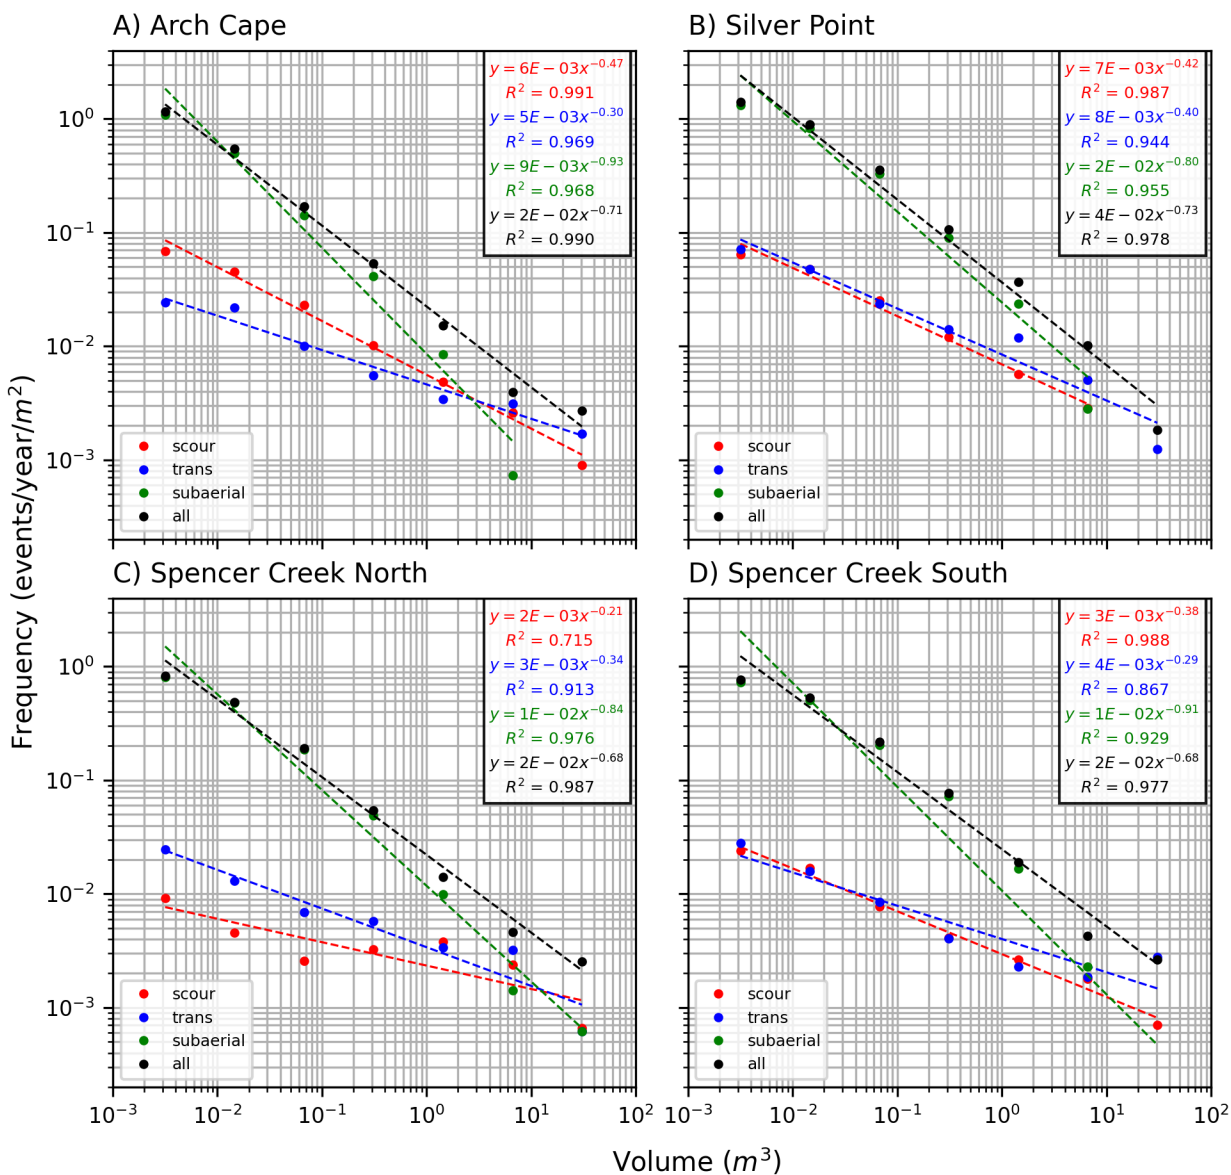 A) Arch Cape
B) Silver Point
y = 6E − 03x^−0.47
R² = 0.991
y = 5E − 03x^−0.30
R² = 0.969
y = 9E − 03x^−0.93
R² = 0.968
y = 2E − 02x^−0.71
R² = 0.990
y = 7E − 03x^−0.42
R² = 0.987
y = 8E − 03x^−0.40
R² = 0.944
y = 2E − 02x^−0.80
R² = 0.955
y = 4E − 02x^−0.73
R² = 0.978
10^0
10^−1
10^−2
10^−3
scour
trans
subaerial
all
scour
trans
subaerial
all
Frequency (events/year/m²)
C) Spencer Creek North
D) Spencer Creek South
y = 2E − 03x^−0.21
R² = 0.715
y = 3E − 03x^−0.34
R² = 0.913
y = 1E − 02x^−0.84
R² = 0.976
y = 2E − 02x^−0.68
R² = 0.987
y = 3E − 03x^−0.38
R² = 0.988
y = 4E − 03x^−0.29
R² = 0.867
y = 1E − 02x^−0.91
R² = 0.929
y = 2E − 02x^−0.68
R² = 0.977
10^0
10^−1
10^−2
10^−3
scour
trans
subaerial
all
scour
trans
subaerial
all
10^−3 10^−2 10^−1 10^0 10^1 10^2
10^−3 10^−2 10^−1 10^0 10^1 10^2
Volume (m³)